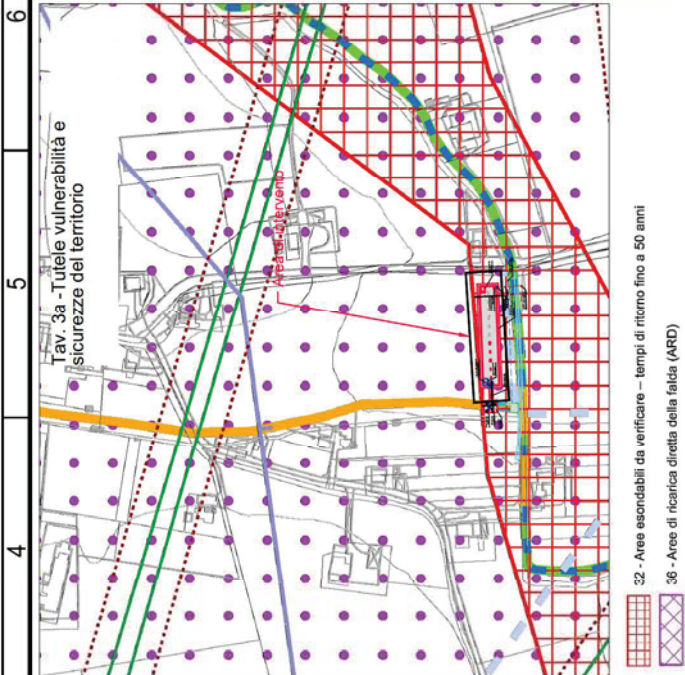 6
5
4
Tav. 3a - Tutele vulnerabilità e
sicurezze del territorio
Area di intervento
32 - Aree esondabili da verificare – tempi di ritorno fino a 50 anni
36 - Aree di ricarica diretta della falda (ARD)